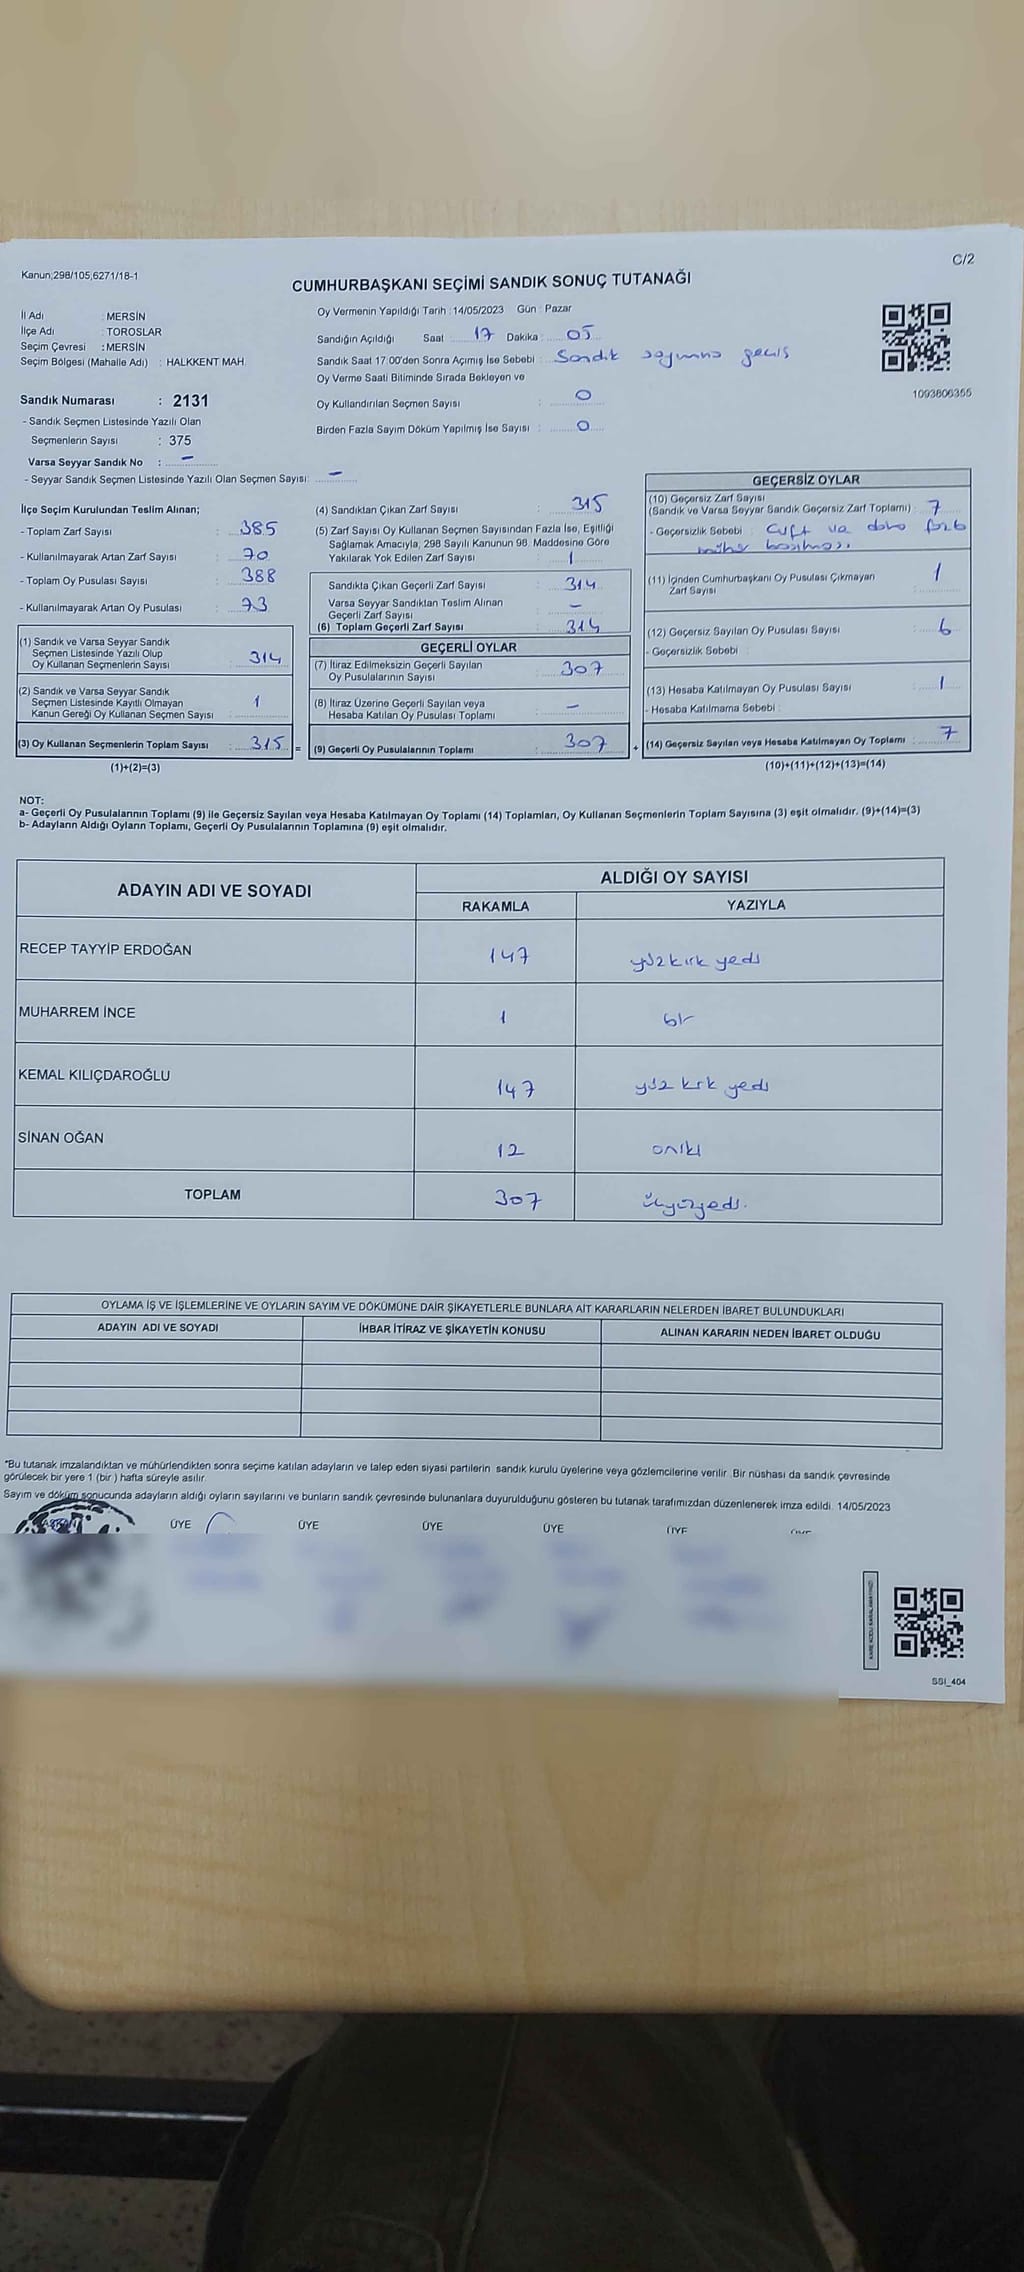 C/2
Kanun;298/105,6271/18-1
CUMHURBAŞKANI SEÇİMİ SANDIK SONUÇ TUTANAĞI
İl Adı : MERSİN
İlçe Adı : TOROSLAR
Seçim Çevresi : MERSİN
Seçim Bölgesi (Mahalle Adı) : HALKKENT MAH.
Sandık Numarası : 2131
- Sandık Seçmen Listesinde Yazılı Olan
Seçmenlerin Sayısı : 375
Varsa Seyyar Sandık No : -
- Seyyar Sandık Seçmen Listesinde Yazılı Olan Seçmen Sayısı: -
Oy Vermenin Yapıldığı Tarih :14/05/2023 Gün : Pazar
Sandığın Açıldığı Saat 17 Dakika : 05
Sandık Saat 17:00'den Sonra Açımış İse Sebebi : Sandık sayımına geçiş
Oy Verme Saati Bitiminde Sırada Bekleyen ve
Oy Kullandırılan Seçmen Sayısı : 0
Birden Fazla Sayım Döküm Yapılmış İse Sayısı : 0
1093806355
İlçe Seçim Kurulundan Teslim Alınan;
- Toplam Zarf Sayısı : 385
- Kullanılmayarak Artan Zarf Sayısı : 70
- Toplam Oy Pusulası Sayısı : 388
- Kullanılmayarak Artan Oy Pusulası : 73
(1) Sandık ve Varsa Seyyar Sandık
Seçmen Listesinde Yazılı Olup
Oy Kullanan Seçmenlerin Sayısı 314
(2) Sandık ve Varsa Seyyar Sandık
Seçmen Listesinde Kayıtlı Olmayan
Kanun Gereği Oy Kullanan Seçmen Sayısı 1
(3) Oy Kullanan Seçmenlerin Toplam Sayısı : 315 =
(1)+(2)=(3)
(4) Sandıktan Çıkan Zarf Sayısı : 315
(5) Zarf Sayısı Oy Kullanan Seçmen Sayısından Fazla İse, Eşitliği
Sağlamak Amacıyla, 298 Sayılı Kanunun 98. Maddesine Göre
Yakılarak Yok Edilen Zarf Sayısı : 1
Sandıkta Çıkan Geçerli Zarf Sayısı : 314
Varsa Seyyar Sandıktan Teslim Alınan
Geçerli Zarf Sayısı : -
(6) Toplam Geçerli Zarf Sayısı : 314
GEÇERLİ OYLAR
(7) İtiraz Edilmeksizin Geçerli Sayılan
Oy Pusulalarının Sayısı : 307
(8) İtiraz Üzerine Geçerli Sayılan veya
Hesaba Katılan Oy Pusulası Toplamı : -
(9) Geçerli Oy Pusulalarının Toplamı : 307 +
GEÇERSİZ OYLAR
(10) Geçersiz Zarf Sayısı
(Sandık ve Varsa Seyyar Sandık Geçersiz Zarf Toplamı) : 7
- Geçersizlik Sebebi : Çift ve daha fazla
mühür basılması
(11) İçinden Cumhurbaşkanı Oy Pusulası Çıkmayan
Zarf Sayısı : 1
(12) Geçersiz Sayılan Oy Pusulası Sayısı : 6
- Geçersizlik Sebebi :
(13) Hesaba Katılmayan Oy Pusulası Sayısı : 1
- Hesaba Katılmama Sebebi :
(14) Geçersiz Sayılan veya Hesaba Katılmayan Oy Toplamı : 7
(10)+(11)+(12)+(13)=(14)
NOT:
a- Geçerli Oy Pusulalarının Toplamı (9) ile Geçersiz Sayılan veya Hesaba Katılmayan Oy Toplamı (14) Toplamları, Oy Kullanan Seçmenlerin Toplam Sayısına (3) eşit olmalıdır. (9)+(14)=(3)
b- Adayların Aldığı Oyların Toplamı, Geçerli Oy Pusulalarının Toplamına (9) eşit olmalıdır.
ADAYIN ADI VE SOYADI ALDIĞI OY SAYISI
RAKAMLA YAZIYLA
RECEP TAYYİP ERDOĞAN 147 yüz kırk yedi
MUHARREM İNCE 1 bir
KEMAL KILIÇDAROĞLU 147 yüz kırk yedi
SİNAN OĞAN 12 oniki
TOPLAM 307 üçyüzyedi.
OYLAMA İŞ VE İŞLEMLERİNE VE OYLARIN SAYIM VE DÖKÜMÜNE DAİR ŞİKAYETLERLE BUNLARA AİT KARARLARIN NELERDEN İBARET BULUNDUKLARI
ADAYIN ADI VE SOYADI İHBAR İTİRAZ VE ŞİKAYETİN KONUSU ALINAN KARARIN NEDEN İBARET OLDUĞU
*Bu tutanak imzalandıktan ve mühürlendikten sonra seçime katılan adayların ve talep eden siyasi partilerin sandık kurulu üyelerine veya gözlemcilerine verilir. Bir nüshası da sandık çevresinde
görülecek bir yere 1 (bir ) hafta süreyle asılır.
Sayım ve döküm sonucunda adayların aldığı oyların sayılarını ve bunların sandık çevresinde bulunanlara duyurulduğunu gösteren bu tutanak tarafımızdan düzenlenerek imza edildi. 14/05/2023
BAŞKAN ÜYE ÜYE ÜYE ÜYE ÜYE ÜYE
SSI_404